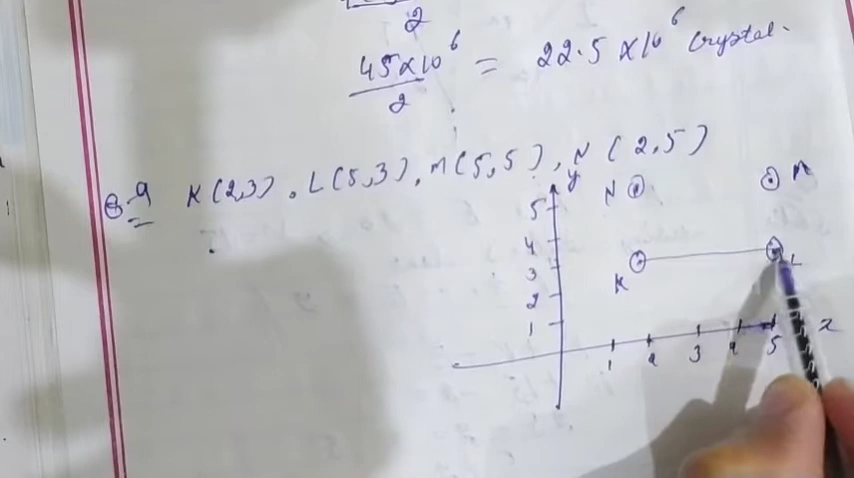 2
45×10⁶ = 22.5 ×10⁶ Crystal.
2
Q-9 K(2,3), L(5,3), M(5,5), N(2,5)
y
N M
5
4
3
K L
2
1
x
1 2 3 4 5